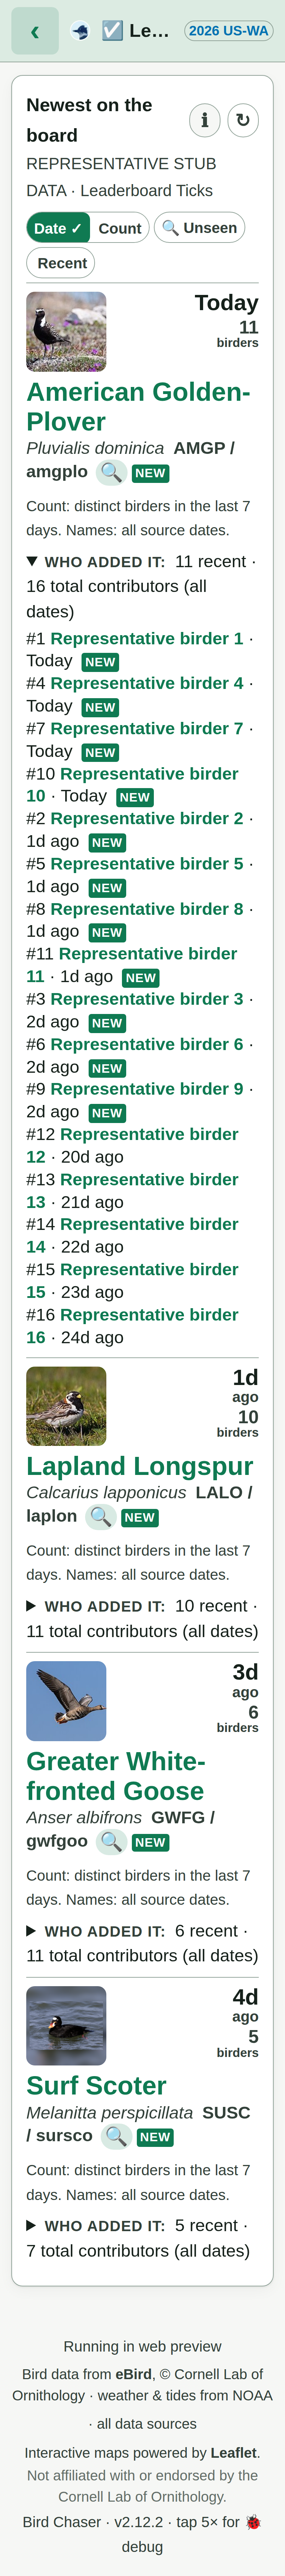 ‹ ☑ Le… 2026 US-WA
Newest on the
board
ℹ ↻
REPRESENTATIVE STUB
DATA · Leaderboard Ticks
Date ✓ Count 🔍 Unseen
Recent
Today
11
birders
American Golden-
Plover
Pluvialis dominica AMGP /
amgplo 🔍 NEW
Count: distinct birders in the last 7
days. Names: all source dates.
▼ WHO ADDED IT: 11 recent ·
16 total contributors (all
dates)
#1 Representative birder 1 ·
Today NEW
#4 Representative birder 4 ·
Today NEW
#7 Representative birder 7 ·
Today NEW
#10 Representative birder
10 · Today NEW
#2 Representative birder 2 ·
1d ago NEW
#5 Representative birder 5 ·
1d ago NEW
#8 Representative birder 8 ·
1d ago NEW
#11 Representative birder
11 · 1d ago NEW
#3 Representative birder 3 ·
2d ago NEW
#6 Representative birder 6 ·
2d ago NEW
#9 Representative birder 9 ·
2d ago NEW
#12 Representative birder
12 · 20d ago
#13 Representative birder
13 · 21d ago
#14 Representative birder
14 · 22d ago
#15 Representative birder
15 · 23d ago
#16 Representative birder
16 · 24d ago
1d
ago
10
birders
Lapland Longspur
Calcarius lapponicus LALO /
laplon 🔍 NEW
Count: distinct birders in the last 7
days. Names: all source dates.
▶ WHO ADDED IT: 10 recent ·
11 total contributors (all dates)
3d
ago
6
birders
Greater White-
fronted Goose
Anser albifrons GWFG /
gwfgoo 🔍 NEW
Count: distinct birders in the last 7
days. Names: all source dates.
▶ WHO ADDED IT: 6 recent ·
11 total contributors (all dates)
4d
ago
5
birders
Surf Scoter
Melanitta perspicillata SUSC
/ sursco 🔍 NEW
Count: distinct birders in the last 7
days. Names: all source dates.
▶ WHO ADDED IT: 5 recent ·
7 total contributors (all dates)
Running in web preview
Bird data from eBird, © Cornell Lab of
Ornithology · weather & tides from NOAA
· all data sources
Interactive maps powered by Leaflet.
Not affiliated with or endorsed by the
Cornell Lab of Ornithology.
Bird Chaser · v2.12.2 · tap 5× for 🐞
debug